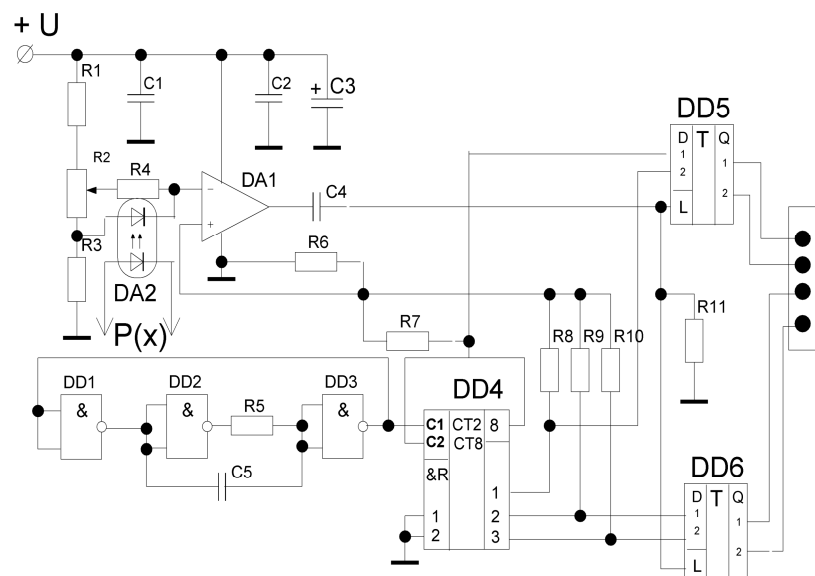 + U
R1
C1
C2
+ C3
DD5
D T Q
1 1
2 2
L
R2
R4
DA1
−
+
C4
R3
R6
DA2
P(x)
R7
R8 R9 R10
R11
DD1 DD2 DD3
& & &
R5
C5
DD4
C1 CT2 8
C2 CT8
&R
1
1 2
2 3
DD6
D T Q
1 1
2 2
L